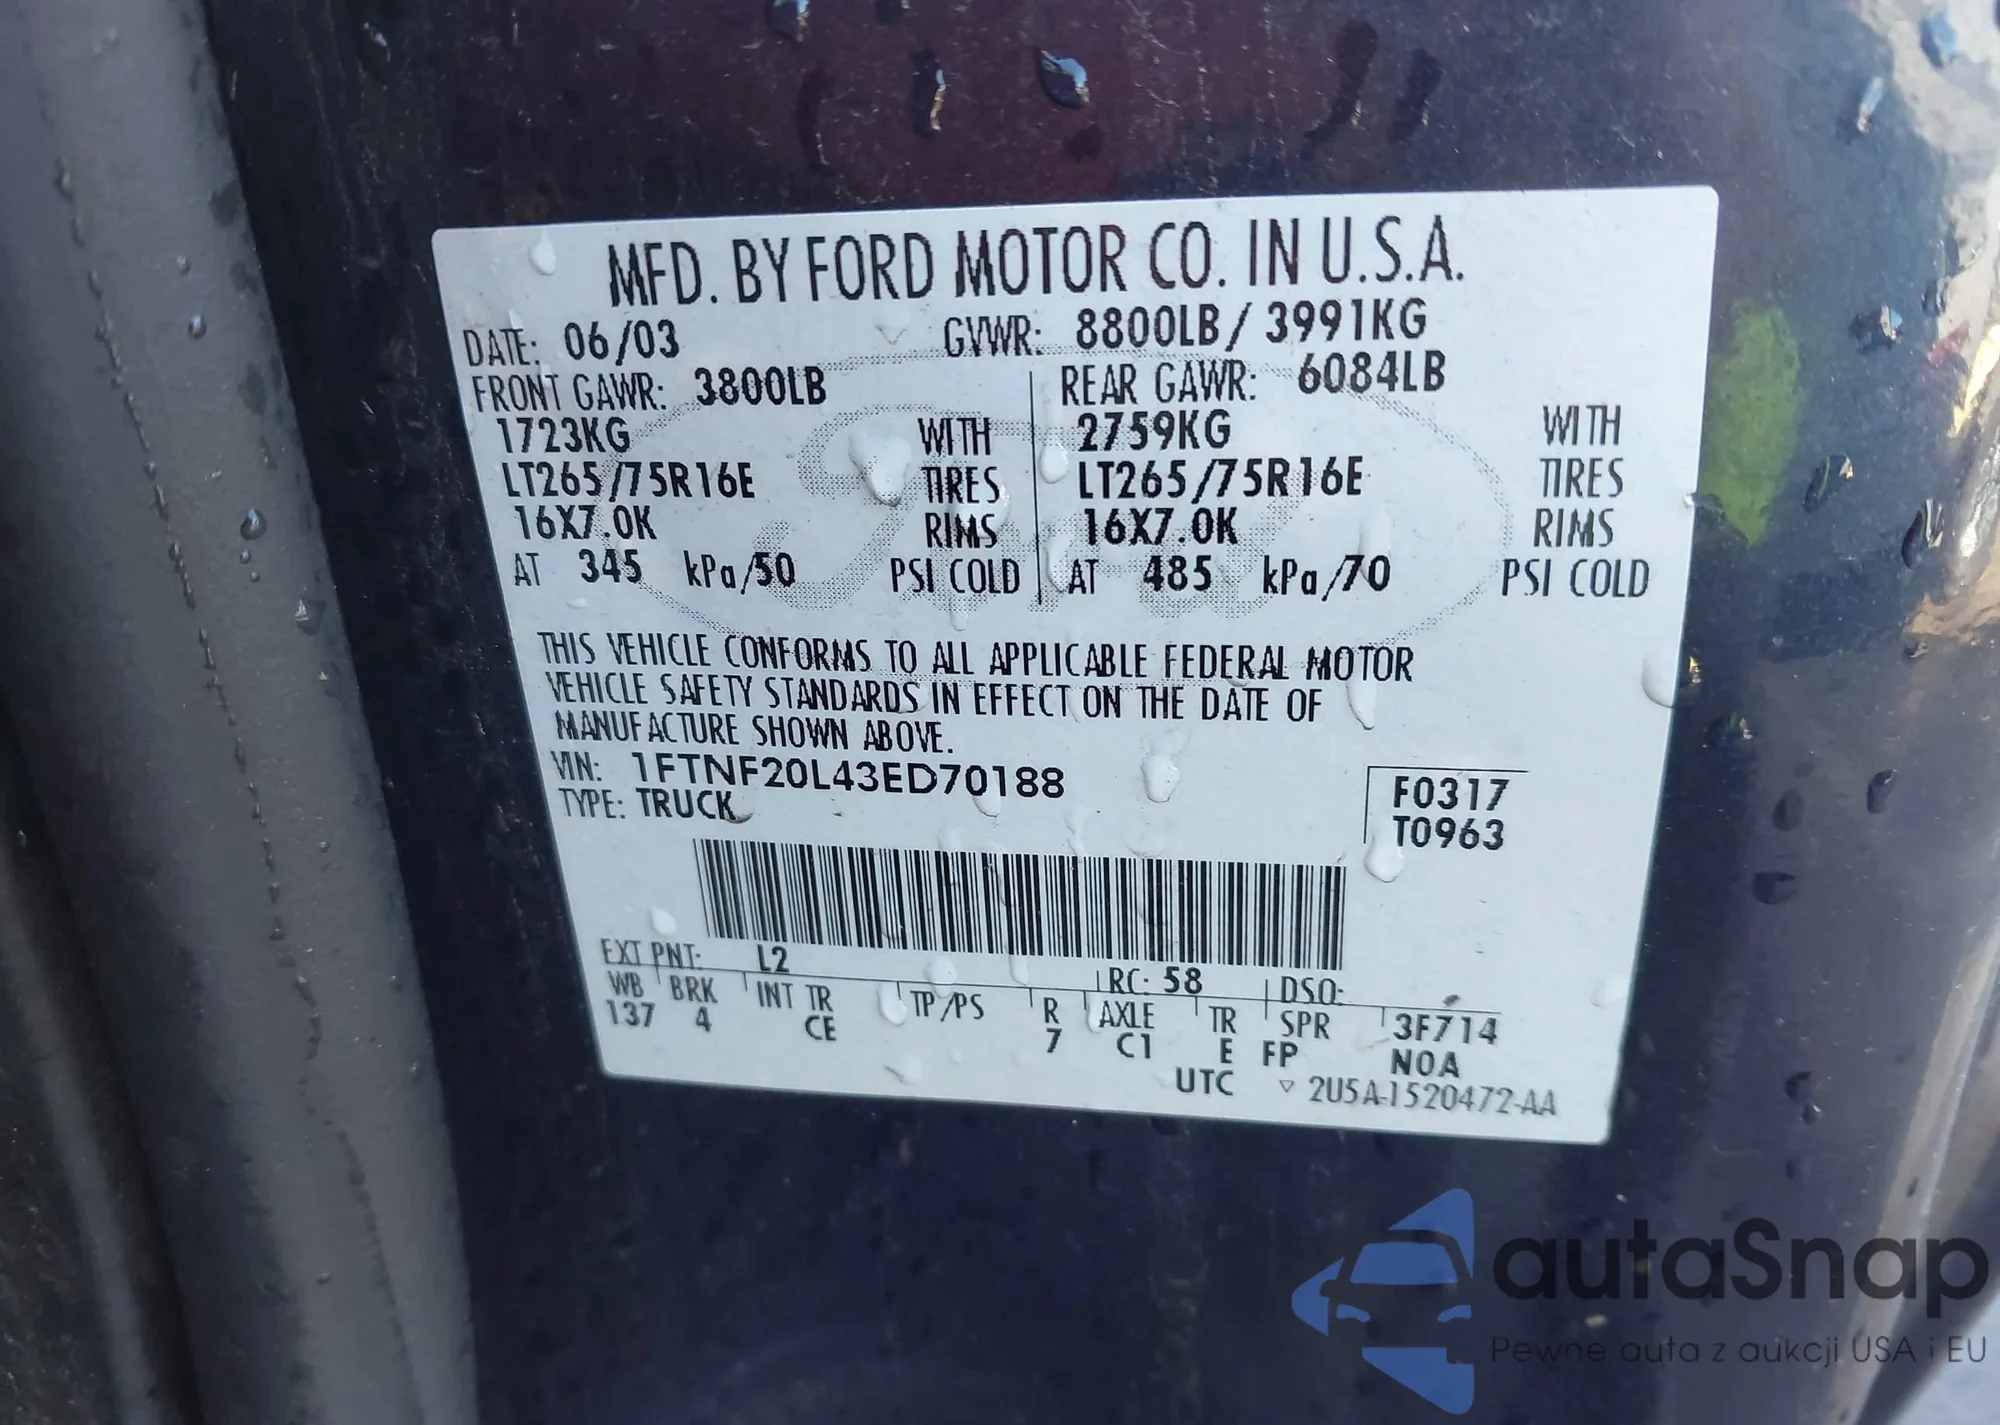 MFD. BY FORD MOTOR CO. IN U.S.A.
DATE: 06/03 GVWR: 8800LB/ 3991KG
FRONT GAWR: 3800LB REAR GAWR: 6084LB
1723KG WITH 2759KG WITH
LT265/75R16E TIRES LT265/75R16E TIRES
16X7.0K RIMS 16X7.0K RIMS
AT 345 kPa/50 PSI COLD AT 485 kPa/70 PSI COLD
THIS VEHICLE CONFORMS TO ALL APPLICABLE FEDERAL MOTOR
VEHICLE SAFETY STANDARDS IN EFFECT ON THE DATE OF
MANUFACTURE SHOWN ABOVE.
VIN: 1FTNF20L43ED70188 F0317
TYPE: TRUCK T0963
EXT PNT: L2 RC: 58 DSO:
WB BRK INT TR TP/PS R AXLE TR SPR 3F714
137 4 CE 7 C1 E FP NOA
UTC ▽ 2U5A-1520472-AA
autaSnap
Pewne auta z aukcji USA i EU